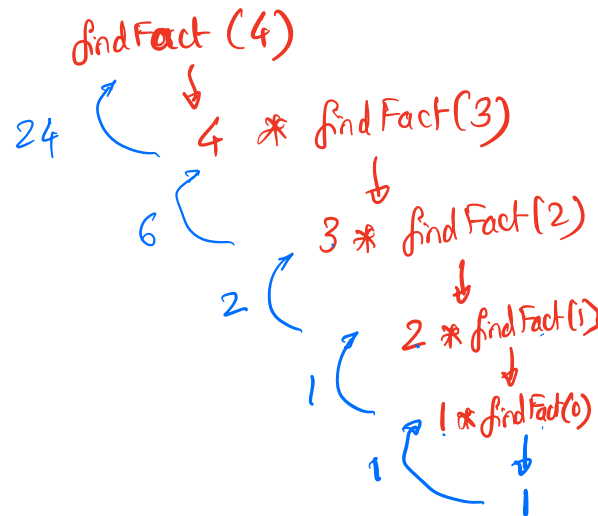 findFact (4)
24 4 * findFact(3)
6 3 * findFact(2)
2 2 * findFact(1)
1 1 * findFact(0)
1 1